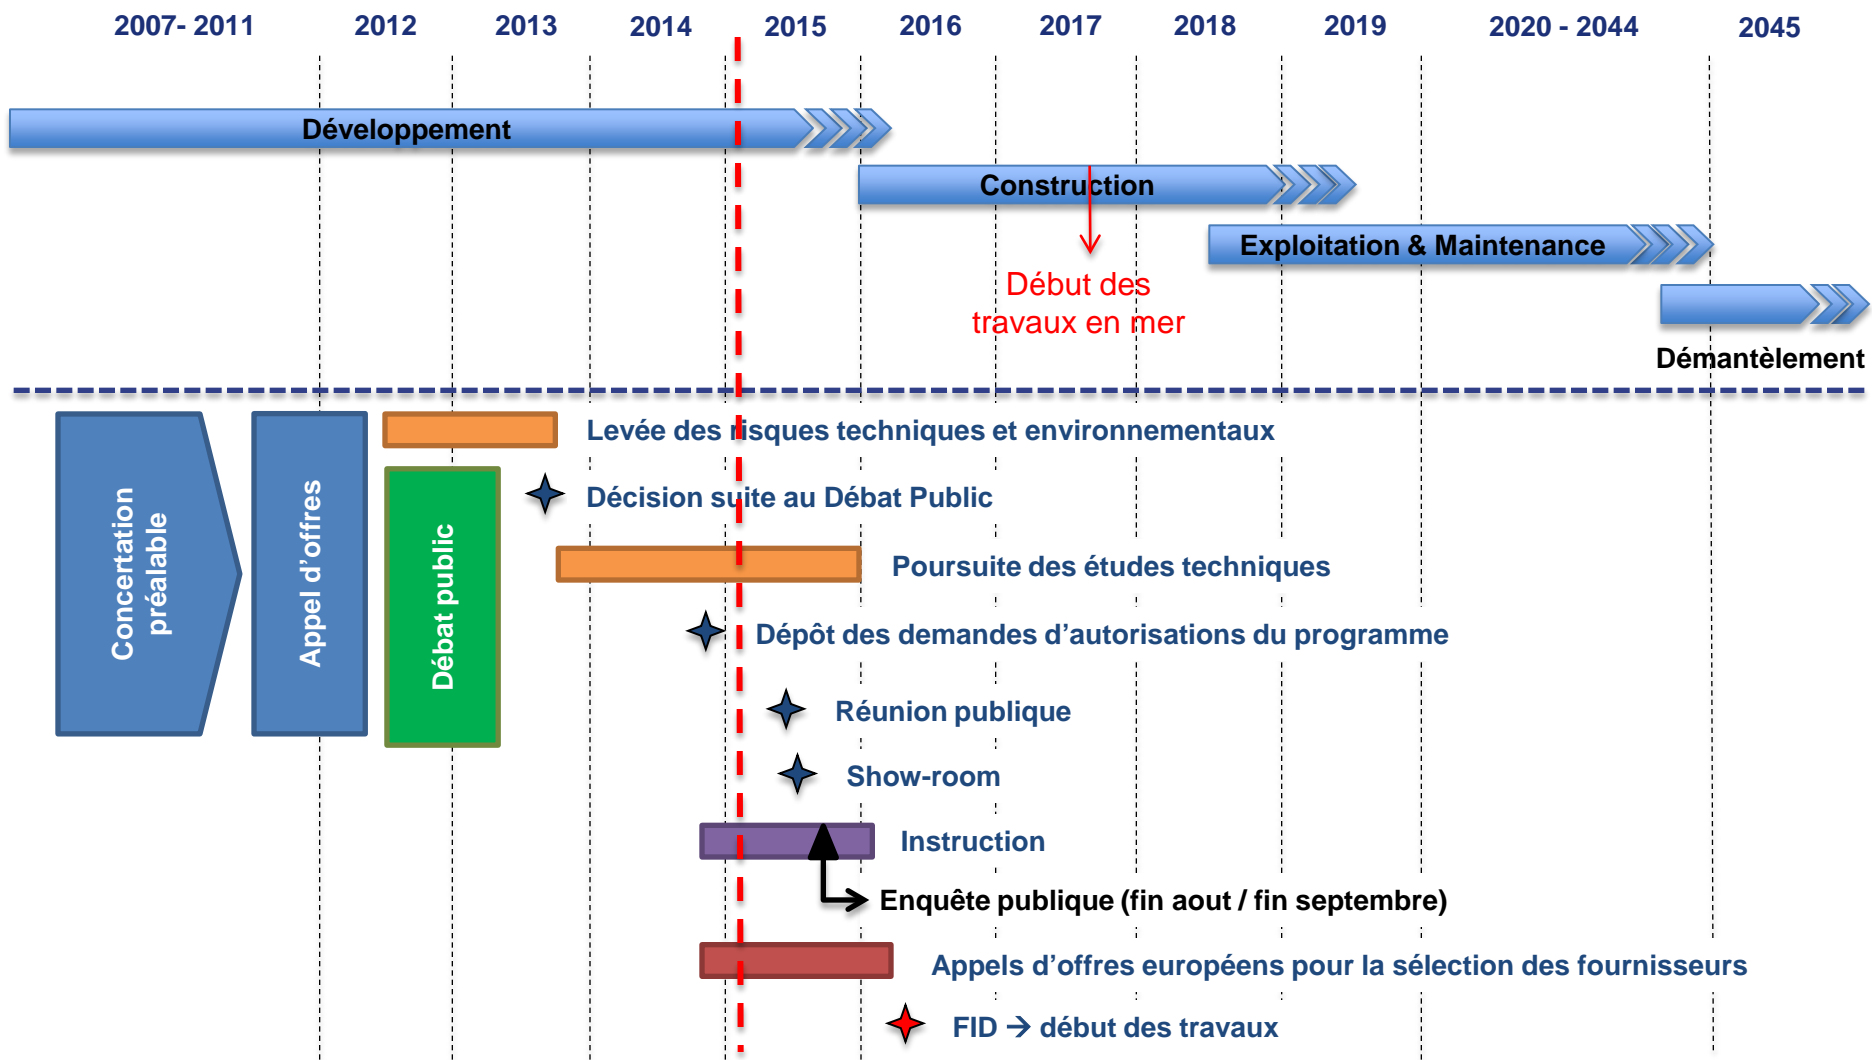 2007- 2011 2012 2013 2014 2015 2016 2017 2018 2019 2020 - 2044 2045
Développement
Construction
Exploitation & Maintenance
Début des
travaux en mer
Démantèlement
Concertation
préalable
Appel d’offres
Débat public
Levée des risques techniques et environnementaux
Décision suite au Débat Public
Poursuite des études techniques
Dépôt des demandes d’autorisations du programme
Réunion publique
Show-room
Instruction
Enquête publique (fin aout / fin septembre)
Appels d’offres européens pour la sélection des fournisseurs
FID → début des travaux